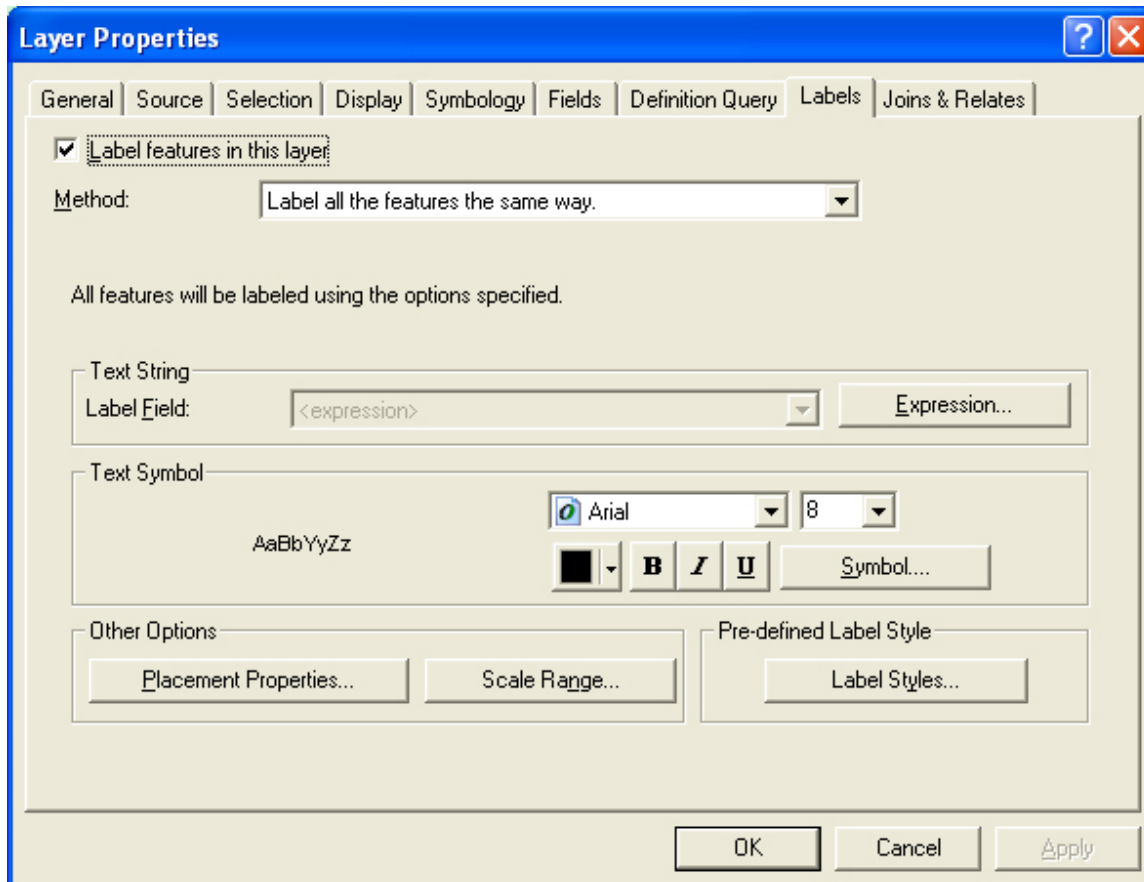 Layer Properties
General Source Selection Display Symbology Fields Definition Query Labels Joins & Relates
Label features in this layer
Method: Label all the features the same way.
All features will be labeled using the options specified.
Text String
Label Field: <expression> Expression...
Text Symbol
AaBbYyZz
Arial 8
B I U Symbol....
Other Options
Placement Properties... Scale Range...
Pre-defined Label Style
Label Styles...
OK Cancel Apply